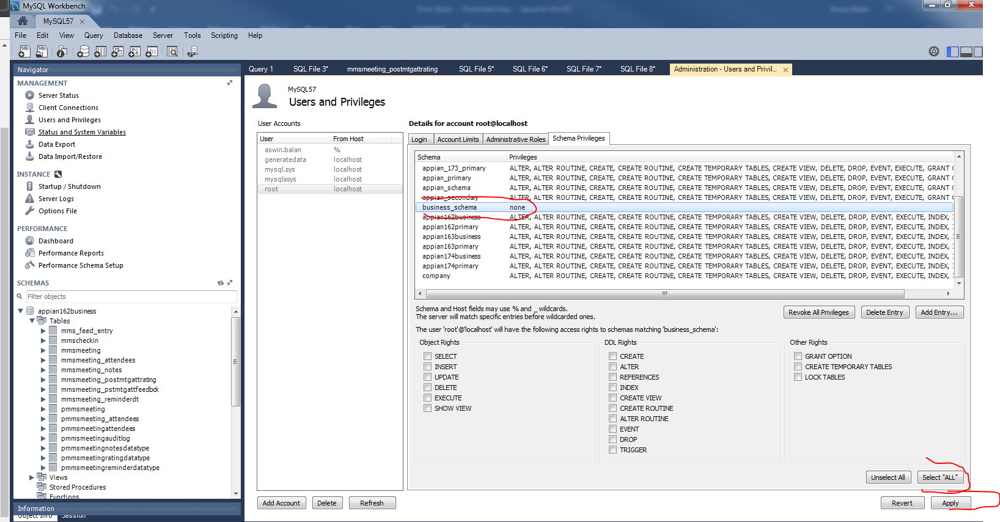 MySQL Workbench
MySQL57
File Edit View Query Database Server Tools Scripting Help
Navigator
MANAGEMENT
Server Status
Client Connections
Users and Privileges
Status and System Variables
Data Export
Data Import/Restore
INSTANCE
Startup / Shutdown
Server Logs
Options File
PERFORMANCE
Dashboard
Performance Reports
Performance Schema Setup
SCHEMAS
Filter objects
appian162business
Tables
mms_feed_entry
mmscheckin
mmsmeeting
mmsmeeting_attendees
mmsmeeting_notes
mmsmeeting_postmtgattrating
mmsmeeting_pstmtgattfeedbck
mmsmeeting_reminderdt
pmmsmeeting
pmmsmeeting_attendees
pmmsmeetingattendees
pmmsmeetingauditlog
pmmsmeetingnotesdatatype
pmmsmeetingratingdatatype
pmmsmeetingreminderdatatype
Views
Stored Procedures
Functions
Information
Object Info Session
Query 1 SQL File 3* mmsmeeting_postmtgattrating SQL File 5* SQL File 6* SQL File 7* SQL File 8* Administration - Users and Privil...
MySQL57
Users and Privileges
User Accounts
User From Host
aswin.balan %
generatedata localhost
mysql.sys localhost
mysqlxsys localhost
root localhost
Add Account Delete Refresh
Details for account root@localhost
Login Account Limits Administrative Roles Schema Privileges
Schema Privileges
appian_173_primary ALTER, ALTER ROUTINE, CREATE, CREATE ROUTINE, CREATE TEMPORARY TABLES, CREATE VIEW, DELETE, DROP, EVENT, EXECUTE, GRANT
appian_primary ALTER, ALTER ROUTINE, CREATE, CREATE ROUTINE, CREATE TEMPORARY TABLES, CREATE VIEW, DELETE, DROP, EVENT, EXECUTE, GRANT
appian_schema ALTER, ALTER ROUTINE, CREATE, CREATE ROUTINE, CREATE TEMPORARY TABLES, CREATE VIEW, DELETE, DROP, EVENT, EXECUTE, GRANT
appian_secondary ALTER, ALTER ROUTINE, CREATE, CREATE ROUTINE, CREATE TEMPORARY TABLES, CREATE VIEW, DELETE, DROP, EVENT, EXECUTE, GRANT
business_schema none
appian162business ALTER, ALTER ROUTINE, CREATE, CREATE ROUTINE, CREATE TEMPORARY TABLES, CREATE VIEW, DELETE, DROP, EVENT, EXECUTE, INDEX,
appian162primary ALTER, ALTER ROUTINE, CREATE, CREATE ROUTINE, CREATE TEMPORARY TABLES, CREATE VIEW, DELETE, DROP, EVENT, EXECUTE, INDEX,
appian163business ALTER, ALTER ROUTINE, CREATE, CREATE ROUTINE, CREATE TEMPORARY TABLES, CREATE VIEW, DELETE, DROP, EVENT, EXECUTE, INDEX,
appian163primary ALTER, ALTER ROUTINE, CREATE, CREATE ROUTINE, CREATE TEMPORARY TABLES, CREATE VIEW, DELETE, DROP, EVENT, EXECUTE, INDEX,
appian174business ALTER, ALTER ROUTINE, CREATE, CREATE ROUTINE, CREATE TEMPORARY TABLES, CREATE VIEW, DELETE, DROP, EVENT, EXECUTE, INDEX,
appian174primary ALTER, ALTER ROUTINE, CREATE, CREATE ROUTINE, CREATE TEMPORARY TABLES, CREATE VIEW, DELETE, DROP, EVENT, EXECUTE, INDEX,
company ALTER, ALTER ROUTINE, CREATE, CREATE ROUTINE, CREATE TEMPORARY TABLES, CREATE VIEW, DELETE, DROP, EVENT, EXECUTE, INDEX,
Schema and Host fields may use % and _ wildcards.
The server will match specific entries before wildcarded ones.
Revoke All Privileges Delete Entry Add Entry...
The user 'root'@'localhost' will have the following access rights to schemas matching 'business_schema':
Object Rights
SELECT
INSERT
UPDATE
DELETE
EXECUTE
SHOW VIEW
DDL Rights
CREATE
ALTER
REFERENCES
INDEX
CREATE VIEW
CREATE ROUTINE
ALTER ROUTINE
EVENT
DROP
TRIGGER
Other Rights
GRANT OPTION
CREATE TEMPORARY TABLES
LOCK TABLES
Unselect All Select "ALL"
Revert Apply